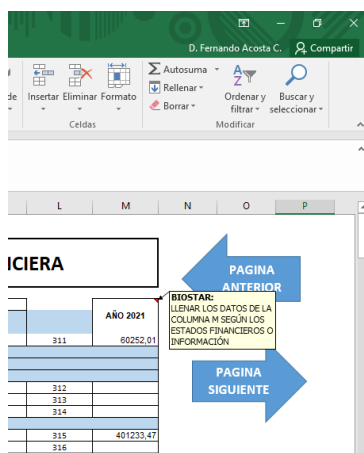 D. Fernando Acosta C. Compartir
de Insertar Eliminar Formato
Celdas
Autosuma
Rellenar
Borrar
Ordenar y
filtrar
Buscar y
seleccionar
Modificar
L M N O P
ICIERA
PAGINA
ANTERIOR
AÑO 2021
BIOSTAR:
LLENAR LOS DATOS DE LA
COLUMNA M SEGÚN LOS
ESTADOS FINANCIEROS O
INFORMACIÓN
311 60252,01
PAGINA
SIGUIENTE
312
313
314
315 401233,47
316